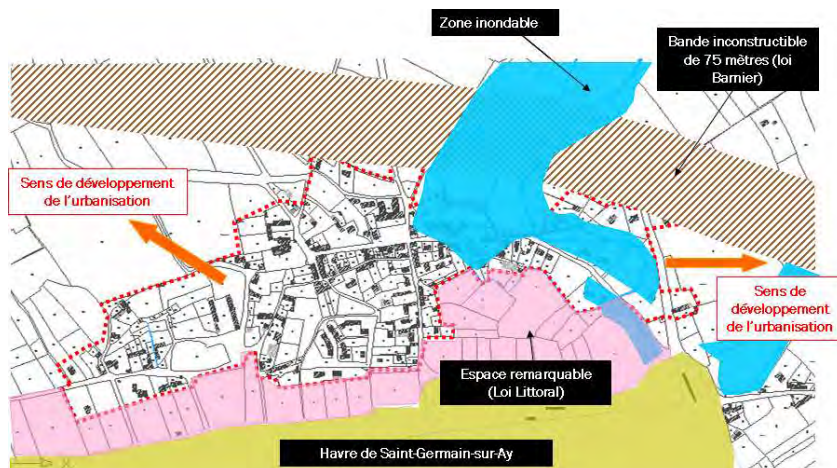 Zone inondable
Bande inconstructible
de 75 mètres (loi
Barnier)
Sens de développement
de l'urbanisation
Sens de
développement
de l'urbanisation
Espace remarquable
(Loi Littoral)
Havre de Saint-Germain-sur-Ay